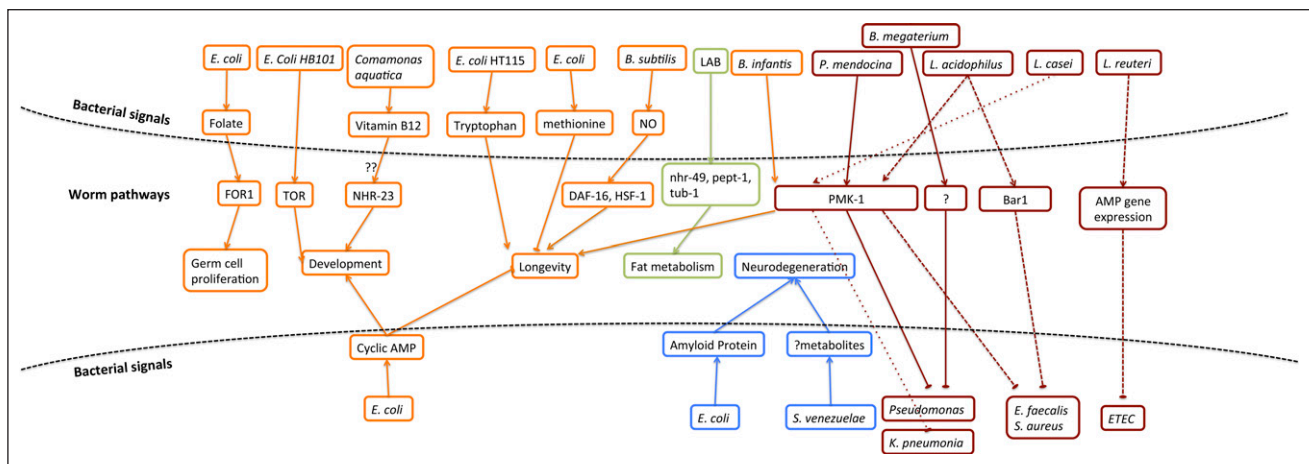 B. megaterium
E. coli
E. Coli HB101
Comamonas
aquatica
E. coli HT115
E. coli
B. subtilis
LAB
B. infantis
P. mendocina
L. acidophilus
L. casei
L. reuteri
Bacterial signals
Folate
Vitamin B12
Tryptophan
methionine
NO
??
Worm pathways
FOR1
TOR
NHR-23
DAF-16, HSF-1
nhr-49, pept-1,
tub-1
PMK-1
?
Bar1
AMP gene
expression
Germ cell
proliferation
Development
Longevity
Fat metabolism
Neurodegeneration
Cyclic AMP
Amyloid Protein
?metabolites
Bacterial signals
E. coli
E. coli
S. venezuelae
Pseudomonas
K. pneumonia
E. faecalis
S. aureus
ETEC